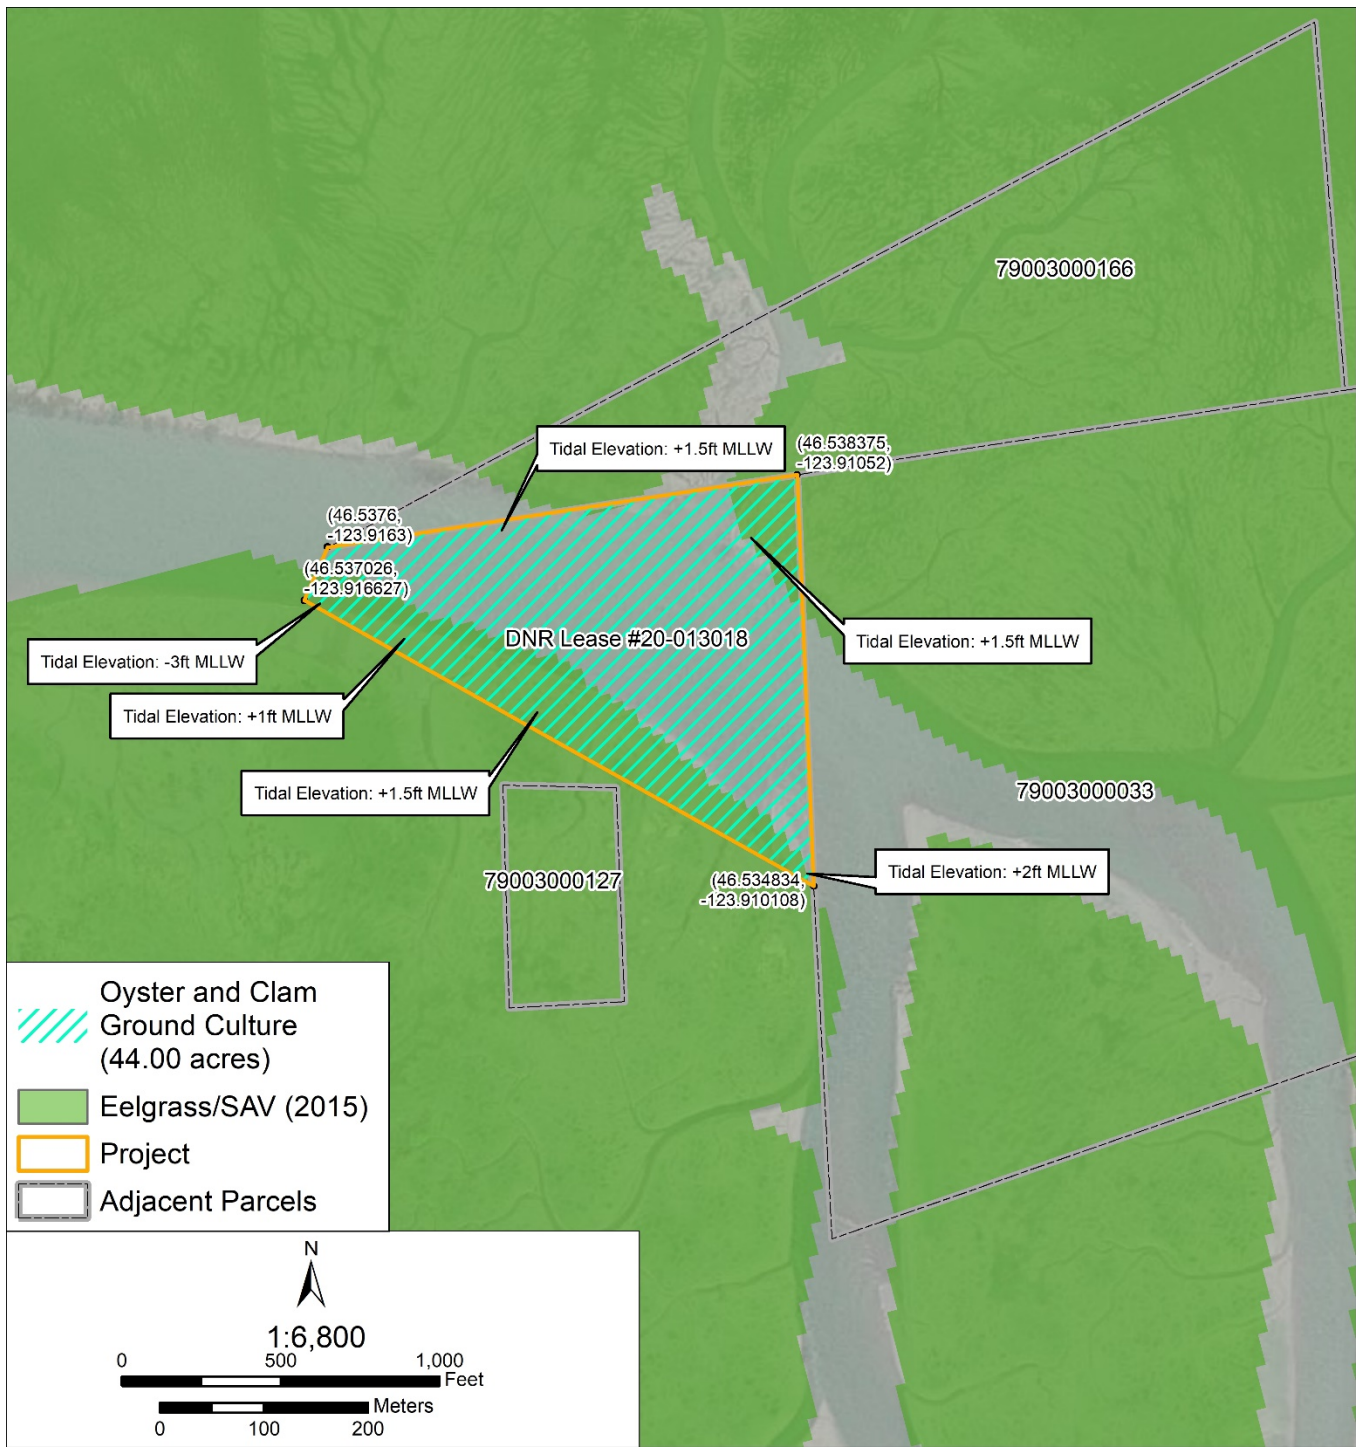 79003000166
Tidal Elevation: +1.5ft MLLW
(46.538375,
-123.91052)
(46.5376,
-123.9163)
(46.537026,
-123.916627)
DNR Lease #20-013018
Tidal Elevation: +1.5ft MLLW
Tidal Elevation: -3ft MLLW
Tidal Elevation: +1ft MLLW
Tidal Elevation: +1.5ft MLLW
79003000033
79003000127
(46.534834,
-123.910108)
Tidal Elevation: +2ft MLLW
Oyster and Clam
Ground Culture
(44.00 acres)
Eelgrass/SAV (2015)
Project
Adjacent Parcels
N
1:6,800
0 500 1,000
Feet
Meters
0 100 200